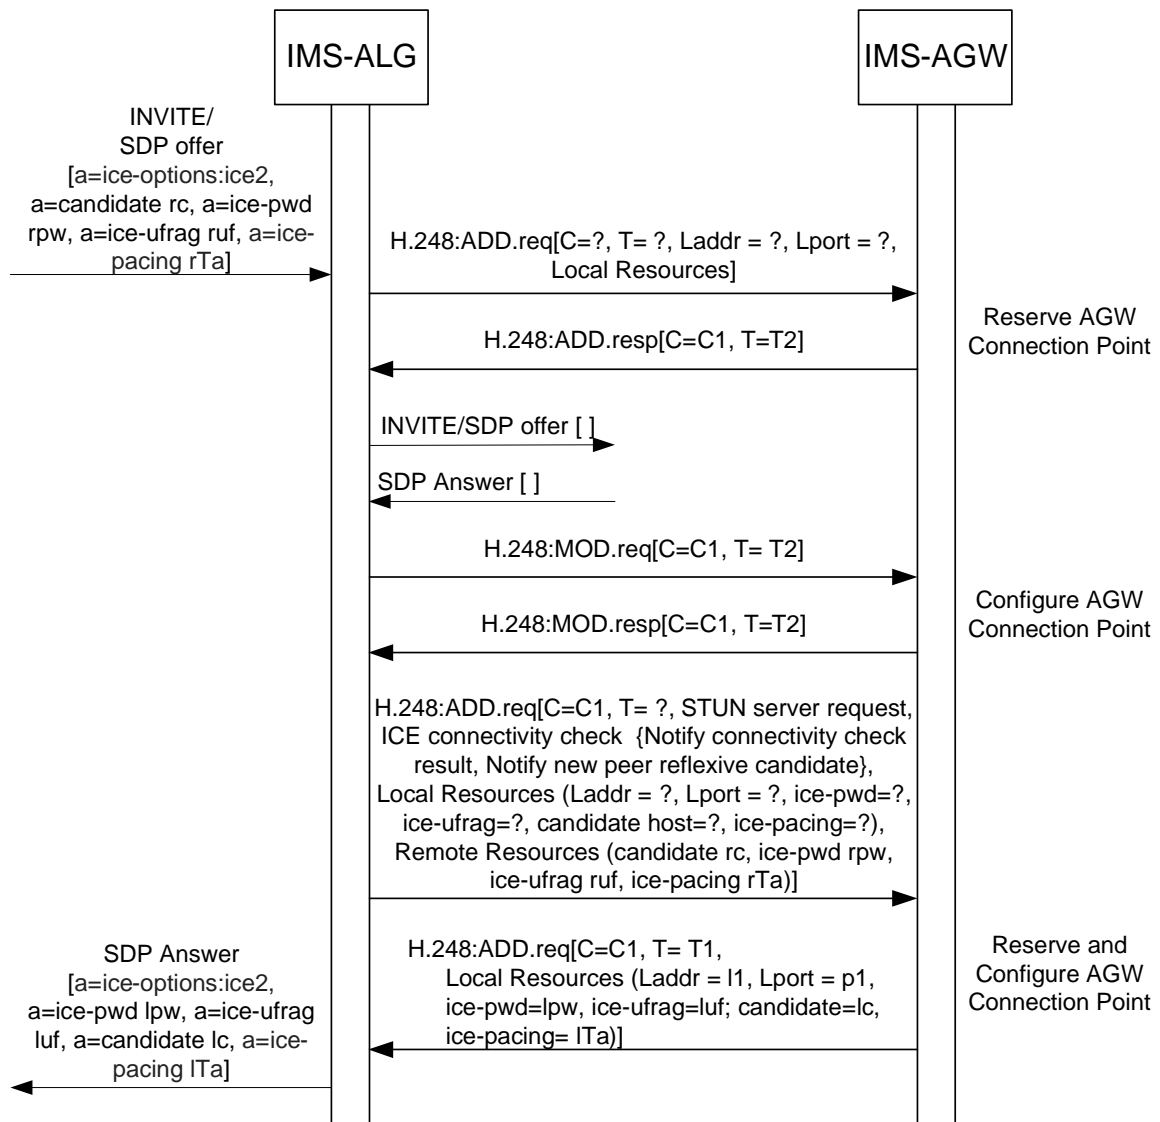 IMS-ALG
IMS-AGW
INVITE/
SDP offer
[a=ice-options:ice2,
a=candidate rc, a=ice-pwd
rpw, a=ice-ufrag ruf, a=ice-
pacing rTa]
H.248:ADD.req[C=?, T= ?, Laddr = ?, Lport = ?,
Local Resources]
Reserve AGW
Connection Point
H.248:ADD.resp[C=C1, T=T2]
INVITE/SDP offer [ ]
SDP Answer [ ]
H.248:MOD.req[C=C1, T= T2]
Configure AGW
Connection Point
H.248:MOD.resp[C=C1, T=T2]
H.248:ADD.req[C=C1, T= ?, STUN server request,
ICE connectivity check {Notify connectivity check
result, Notify new peer reflexive candidate},
Local Resources (Laddr = ?, Lport = ?, ice-pwd=?,
ice-ufrag=?, candidate host=?, ice-pacing=?),
Remote Resources (candidate rc, ice-pwd rpw,
ice-ufrag ruf, ice-pacing rTa)]
H.248:ADD.req[C=C1, T= T1,
Local Resources (Laddr = l1, Lport = p1,
ice-pwd=lpw, ice-ufrag=luf; candidate=lc,
ice-pacing= lTa)]
Reserve and
Configure AGW
Connection Point
SDP Answer
[a=ice-options:ice2,
a=ice-pwd lpw, a=ice-ufrag
luf, a=candidate lc, a=ice-
pacing lTa]